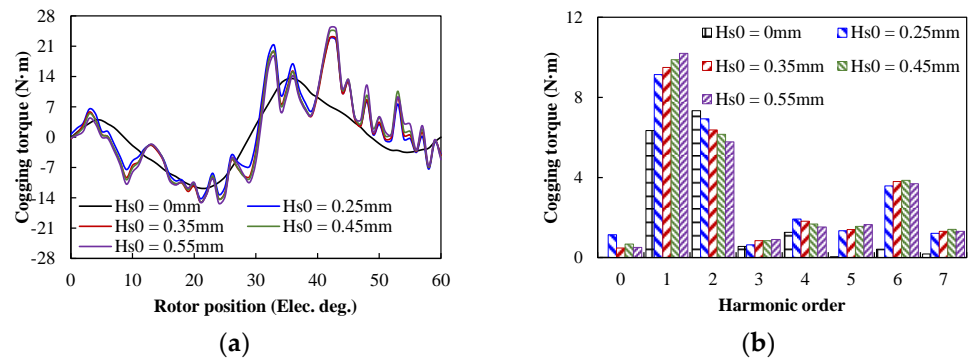 28
21
14
7
0
-7
-14
-21
-28
Cogging torque (N·m)
Hs0 = 0mm
Hs0 = 0.25mm
Hs0 = 0.35mm
Hs0 = 0.45mm
Hs0 = 0.55mm
0 10 20 30 40 50 60
Rotor position (Elec. deg.)
(a)
12
8
4
0
Cogging torque (N·m)
Hs0 = 0mm
Hs0 = 0.25mm
Hs0 = 0.35mm
Hs0 = 0.45mm
Hs0 = 0.55mm
0 1 2 3 4 5 6 7
Harmonic order
(b)